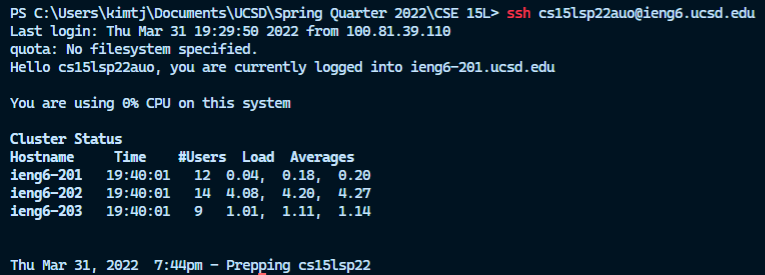 PS C:\Users\kimtj\Documents\UCSD\Spring Quarter 2022\CSE 15L> ssh cs15lsp22auo@ieng6.ucsd.edu
Last login: Thu Mar 31 19:29:50 2022 from 100.81.39.110
quota: No filesystem specified.
Hello cs15lsp22auo, you are currently logged into ieng6-201.ucsd.edu
You are using 0% CPU on this system
Cluster Status
Hostname     Time    #Users  Load  Averages
ieng6-201   19:40:01   12  0.04,  0.18,  0.20
ieng6-202   19:40:01   14  4.08,  4.20,  4.27
ieng6-203   19:40:01   9   1.01,  1.11,  1.14
Thu Mar 31, 2022  7:44pm - Prepping cs15lsp22